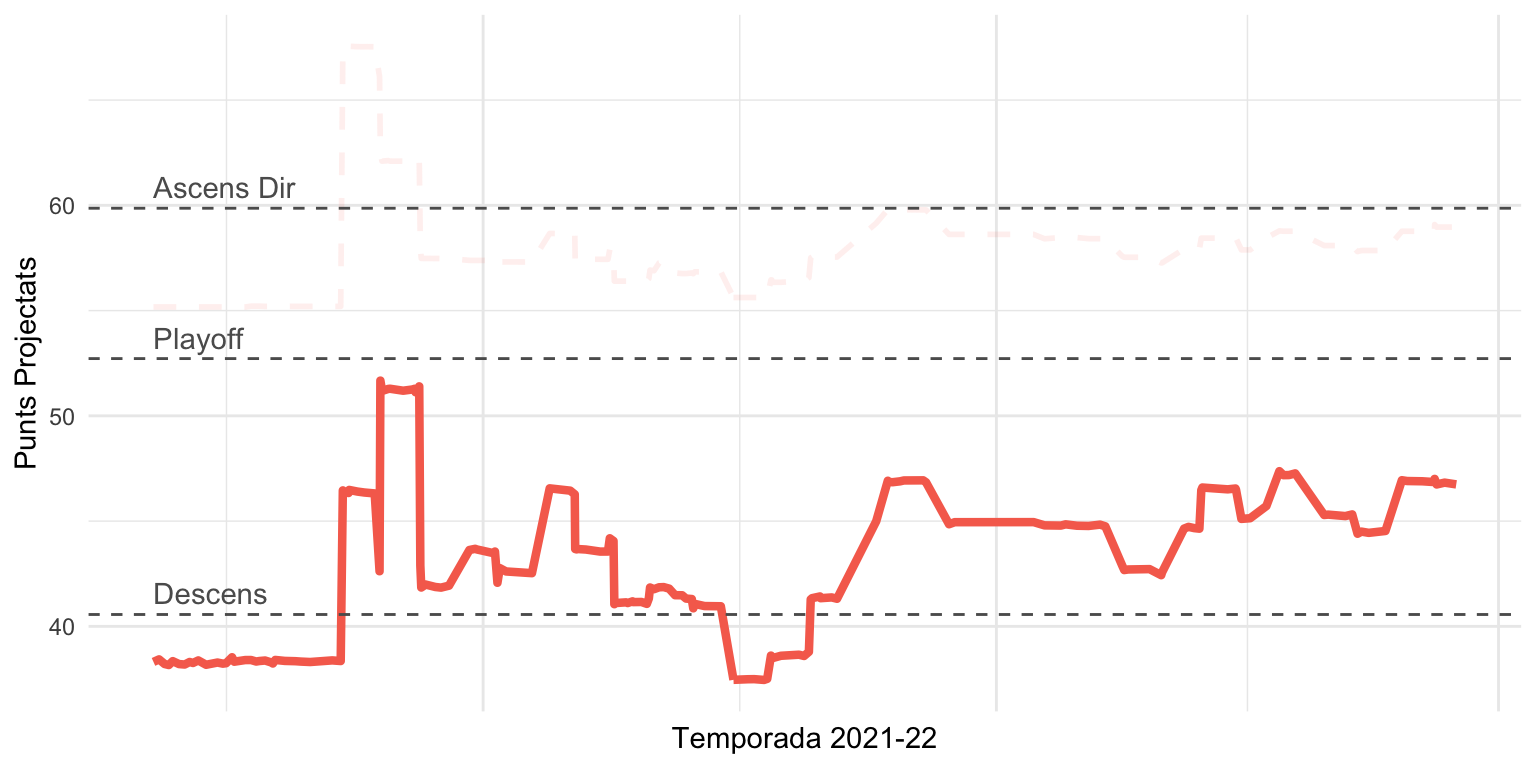 Ascens Dir
60
Playoff
50
Descens
40
Punts Projectats
Temporada 2021-22